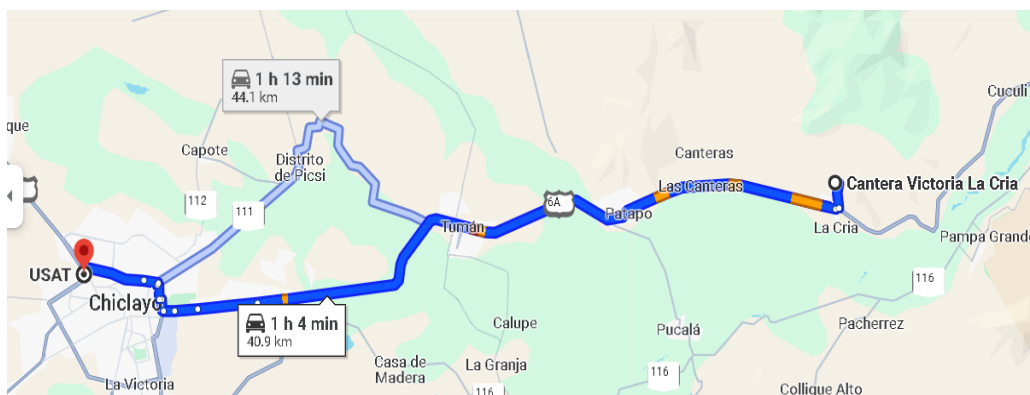 1 h 13 min
44.1 km
Cuculí
que
Capote
Distrito
de Picsi
Canteras
112
Las Canteras
Cantera Victoria La Cria
6A
111
Tumán
Patapo
La Cria
Pampa Grande
USAT
Chiclayo
116
1 h 4 min
40.9 km
Calupe
Pucalá
Pacherrez
Casa de
Madera
La Granja
La Victoria
116
116
Collique Alto